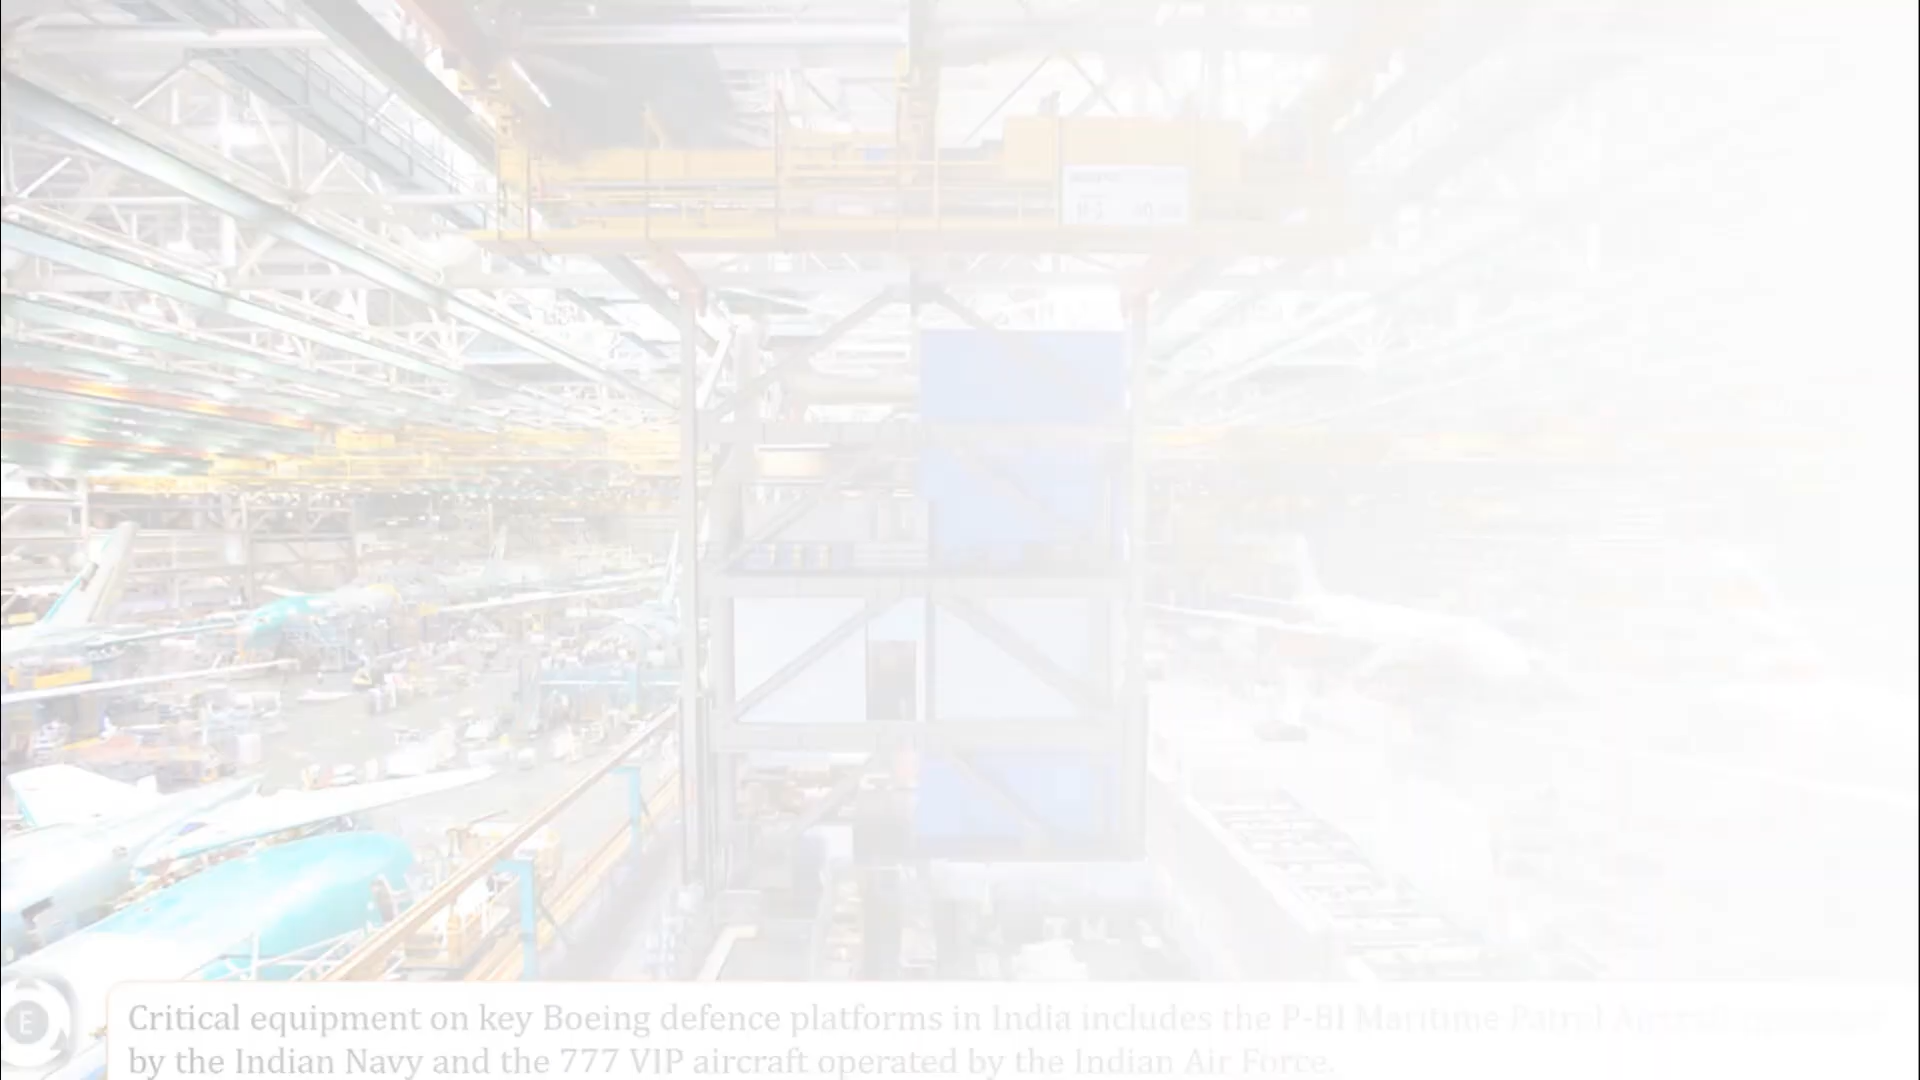 E
Critical equipment on key Boeing defence platforms in India includes the P-8I Maritime Patrol Aircraft operated
by the Indian Navy and the 777 VIP aircraft operated by the Indian Air Force.